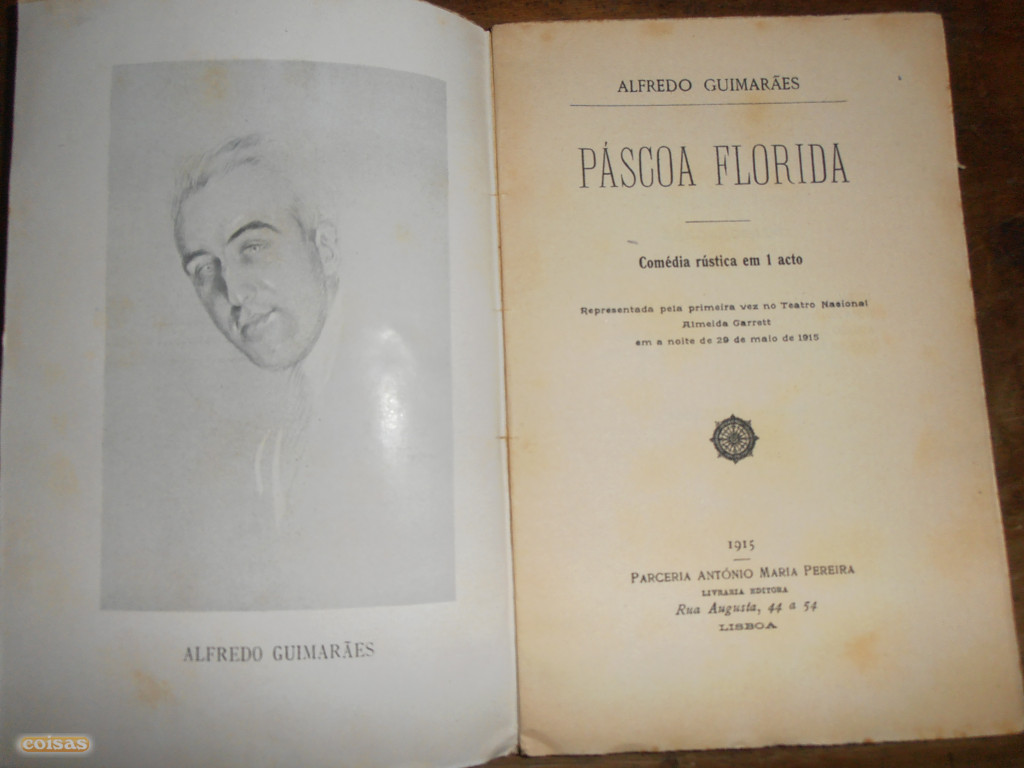 ALFREDO GUIMARÃES
ALFREDO GUIMARÃES
PÁSCOA FLORIDA
Comédia rústica em 1 acto
Representada pela primeira vez no Teatro Nasional
Almeida Garrett
em a noite de 29 de maio de 1915
1915
PARCERIA ANTÓNIO MARIA PEREIRA
LIVRARIA EDITORA
Rua Augusta, 44 a 54
LISBOA
coisas